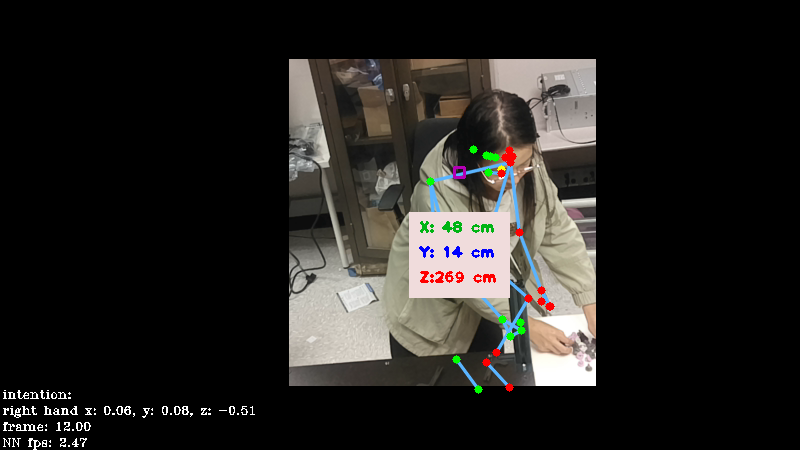 X: 48 cm
Y: 14 cm
Z:269 cm
intention:
right hand x: 0.06, y: 0.08, z: -0.51
frame: 12.00
NN fps: 2.47